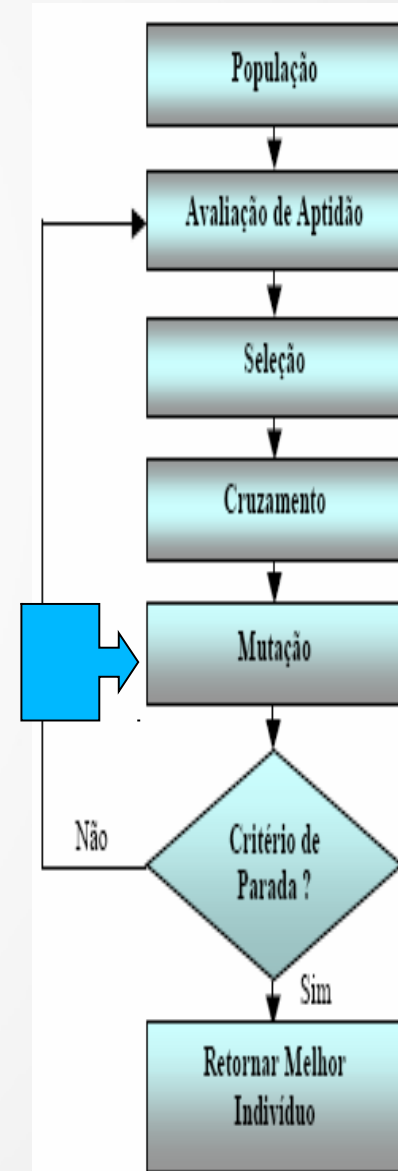 População
Avaliação de Aptidão
Seleção
Cruzamento
Mutação
Não
Critério de
Parada ?
Sim
Retornar Melhor
Indivíduo